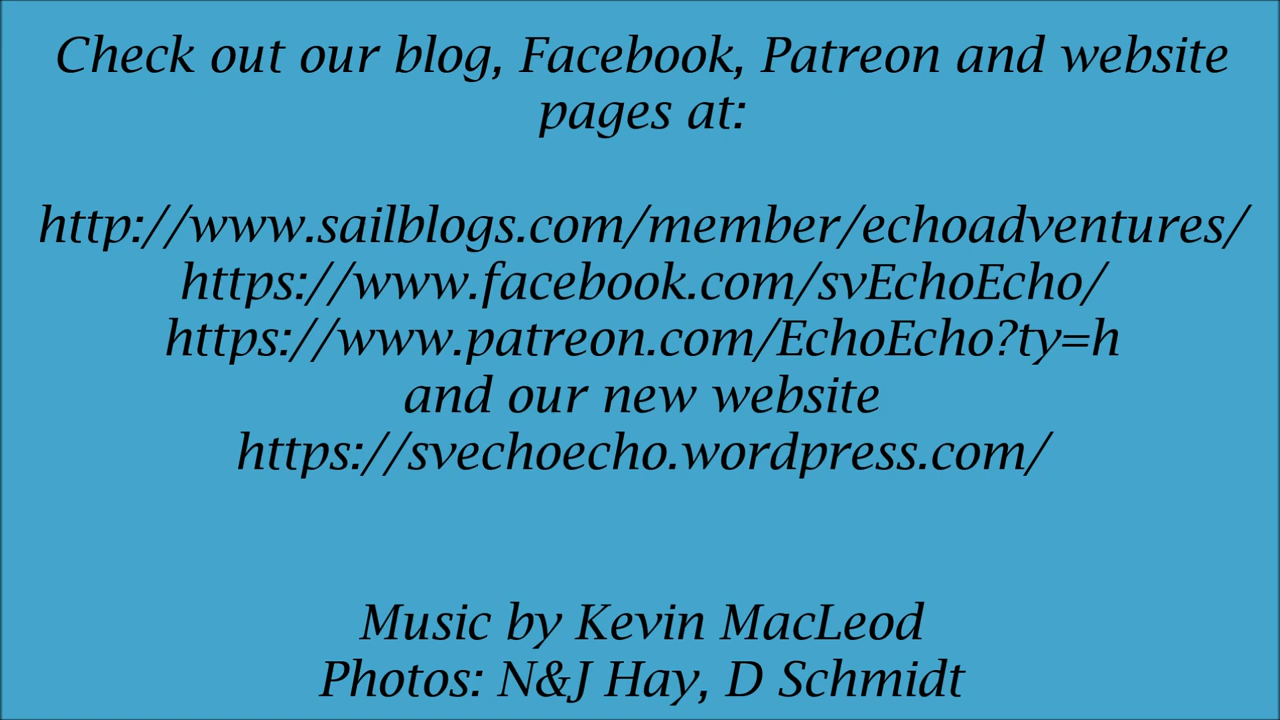 Check out our blog, Facebook, Patreon and website
pages at:
http://www.sailblogs.com/member/echoadventures/
https://www.facebook.com/svEchoEcho/
https://www.patreon.com/EchoEcho?ty=h
and our new website
https://svechoecho.wordpress.com/
Music by Kevin MacLeod
Photos: N&J Hay, D Schmidt